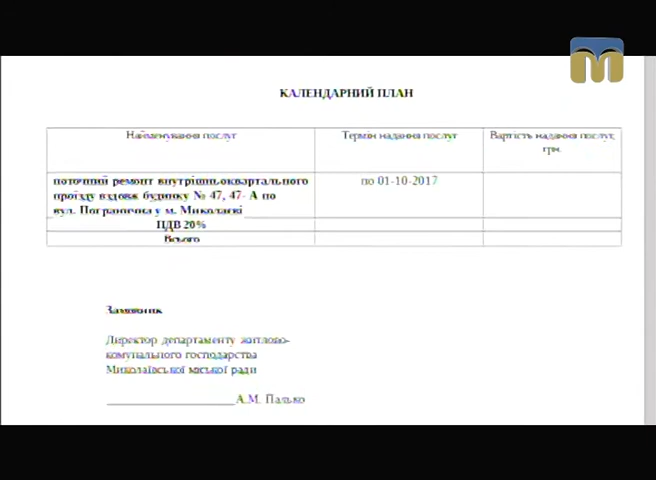 КАЛЕНДАРНИЙ ПЛАН
Найменування послуг
Термін надання послуг
Вартість надання послуг,
грн.
поточний ремонт внутрішньоквартального
проїзду вздовж будинку № 47, 47- А по
вул. Погранична у м. Миколаєві
по 01-10-2017
ПДВ 20%
Всього
Замовник
Директор департаменту житлово-
комунального господарства
Миколаївської міської ради
А.М. Палько